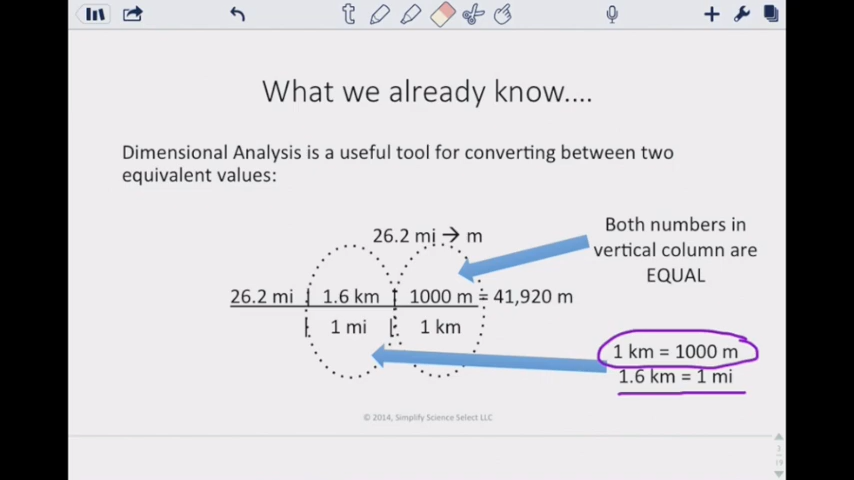 What we already know....
Dimensional Analysis is a useful tool for converting between two
equivalent values:
26.2 mi → m
Both numbers in
vertical column are
EQUAL
26.2 mi | 1.6 km | 1000 m = 41,920 m
| 1 mi | 1 km
1 km = 1000 m
1.6 km = 1 mi
© 2014, Simplify Science Select LLC